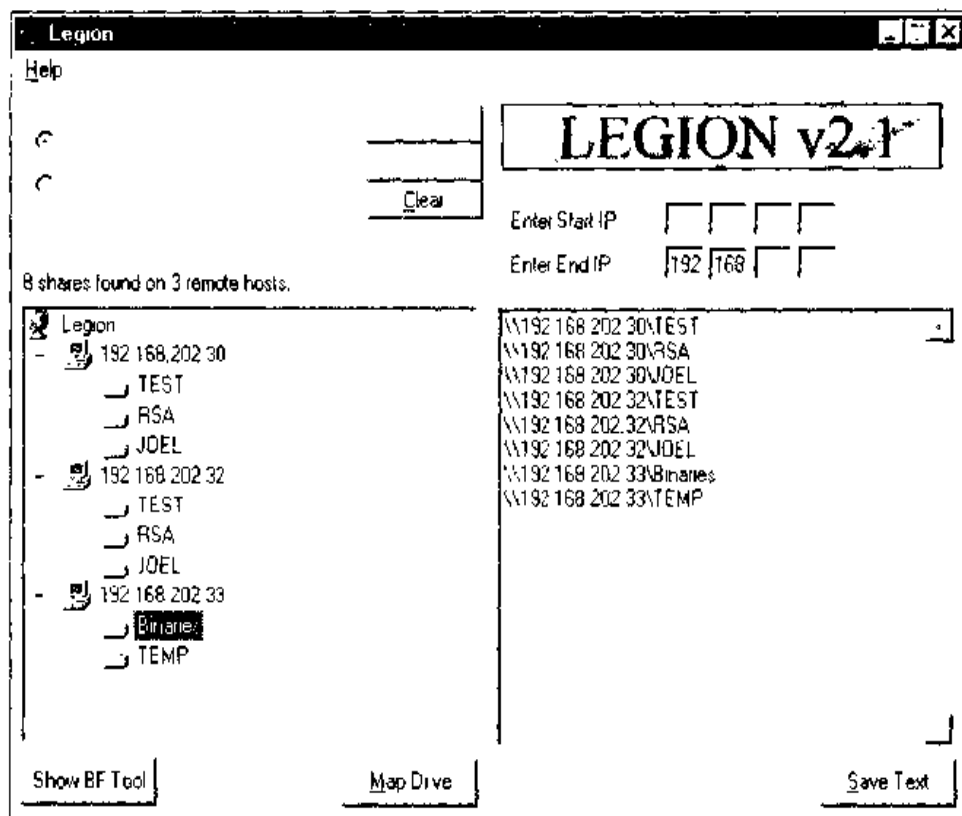 Legion
Help
LEGION v2.1
Clear
Enter Start IP
Enter End IP 192 168
8 shares found on 3 remote hosts.
Legion
192 168.202 30
TEST
RSA
JOEL
192 168 202 32
TEST
RSA
JOEL
192 168 202 33
Binaries
TEMP
\\192 168 202 30\TEST
\\192 168 202 30\RSA
\\192 168 202 30\JOEL
\\192 168 202 32\TEST
\\192 168 202.32\RSA
\\192 168 202 32\JOEL
\\192 168 202 33\Binaries
\\192 168 202 33\TEMP
Show BF Tool
Map Drive
Save Text